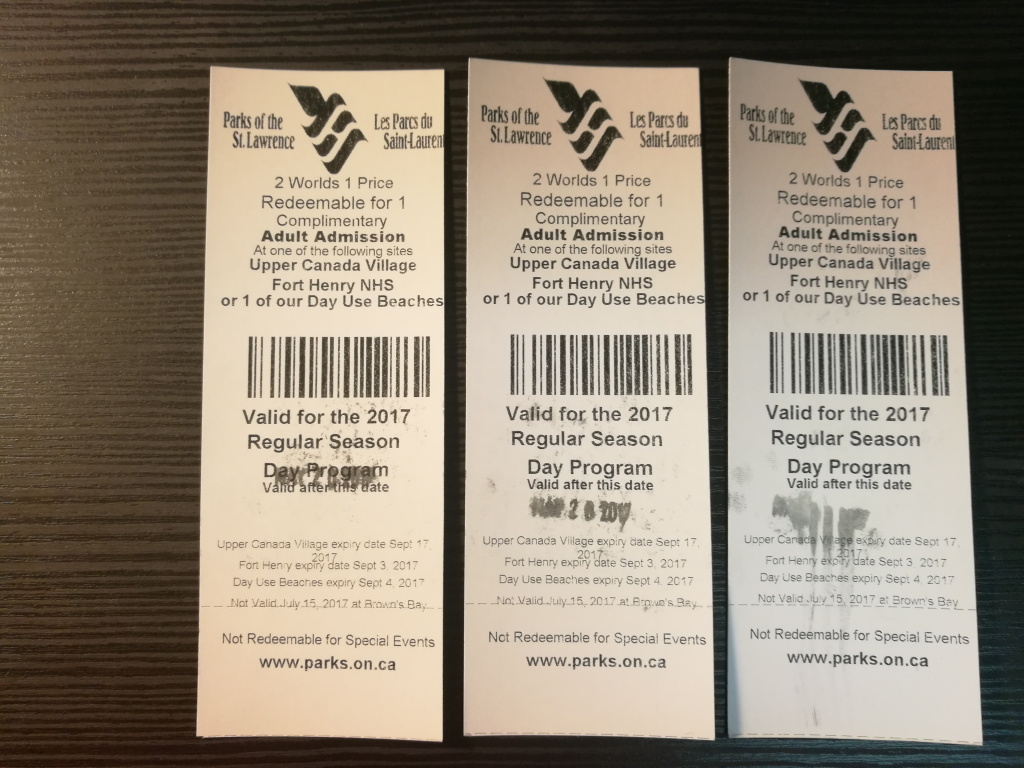 Parks of the
St. Lawrence
Les Parcs du
Saint-Lauren
2 Worlds 1 Price
Redeemable for 1
Complimentary
Adult Admission
At one of the following sites
Upper Canada Village
Fort Henry NHS
or 1 of our Day Use Beaches
Valid for the 2017
Regular Season
Day Program
Valid after this date
Upper Canada Village expiry date Sept 17,
2017
Fort Henry expiry Sept 3, 2017
Day Use Beaches expiry Sept 4, 2017
Not Valid July 15, 2017 at Brown's Bay
Not Redeemable for Special Events
www.parks.on.ca
Parks of the
St. Lawrence
Les Parcs du
Saint-Lauren
2 Worlds 1 Price
Redeemable for 1
Complimentary
Adult Admission
At one of the following sites
Upper Canada Village
Fort Henry NHS
or 1 of our Day Use Beaches
Valid for the 2017
Regular Season
Day Program
Valid after this date
28 2017
Upper Canada Village expiry date Sept 17,
2017
Fort Henry expiry Sept 3, 2017
Day Use Beaches expiry Sept 4, 2017
Not Valid July 15, 2017 at Brown's Bay
Not Redeemable for Special Events
www.parks.on.ca
Parks of the
St. Lawrence
Les Parcs du
Saint-Laurent
2 Worlds 1 Price
Redeemable for 1
Complimentary
Adult Admission
At one of the following sites
Upper Canada Village
Fort Henry NHS
or 1 of our Day Use Beaches
Valid for the 2017
Regular Season
Day Program
Valid after this date
Upper Canada Village expiry date Sept 17,
2017
Fort Henry expiry Sept 3, 2017
Day Use Beaches expiry Sept 4, 2017
Not Valid July 15, 2017 at Brown's Bay
Not Redeemable for Special Events
www.parks.on.ca